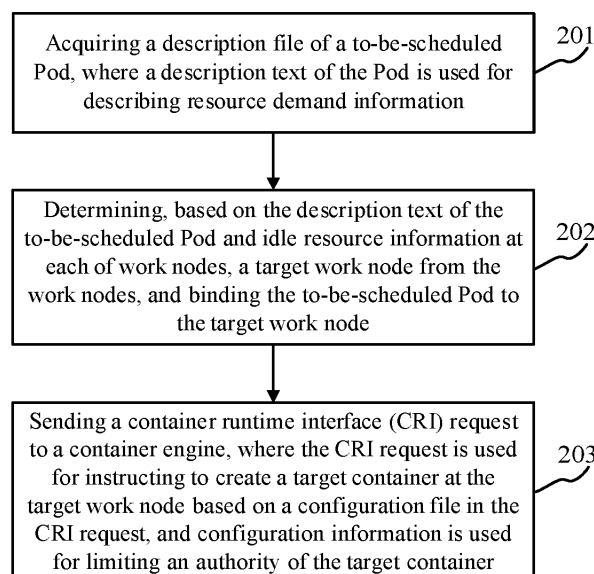 Acquiring a description file of a to-be-scheduled
Pod, where a description text of the Pod is used for
describing resource demand information
201
Determining, based on the description text of the
to-be-scheduled Pod and idle resource information at
each of work nodes, a target work node from the
work nodes, and binding the to-be-scheduled Pod to
the target work node
202
Sending a container runtime interface (CRI) request
to a container engine, where the CRI request is used
for instructing to create a target container at the
target work node based on a configuration file in the
CRI request, and configuration information is used
for limiting an authority of the target container
203